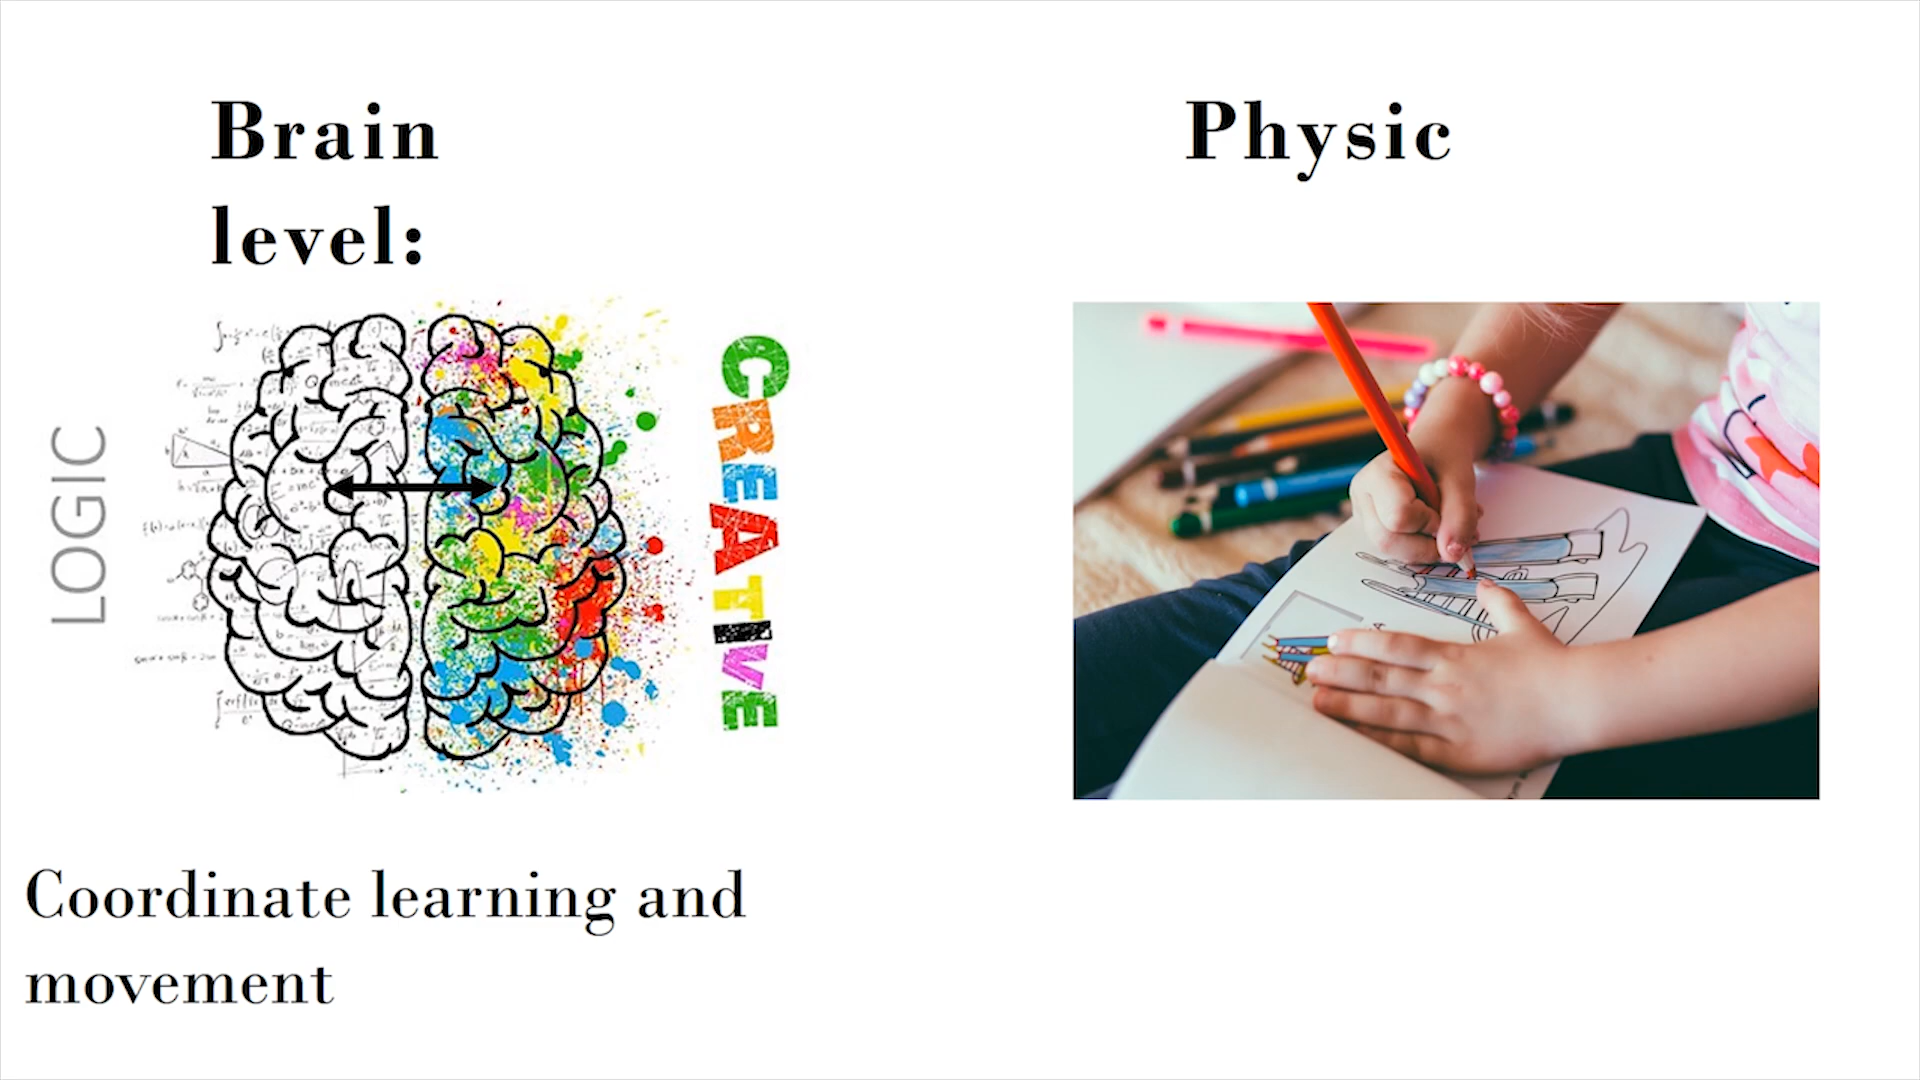 Brain
level:
Physic
LOGIC
CREATIVE
Coordinate learning and
movement